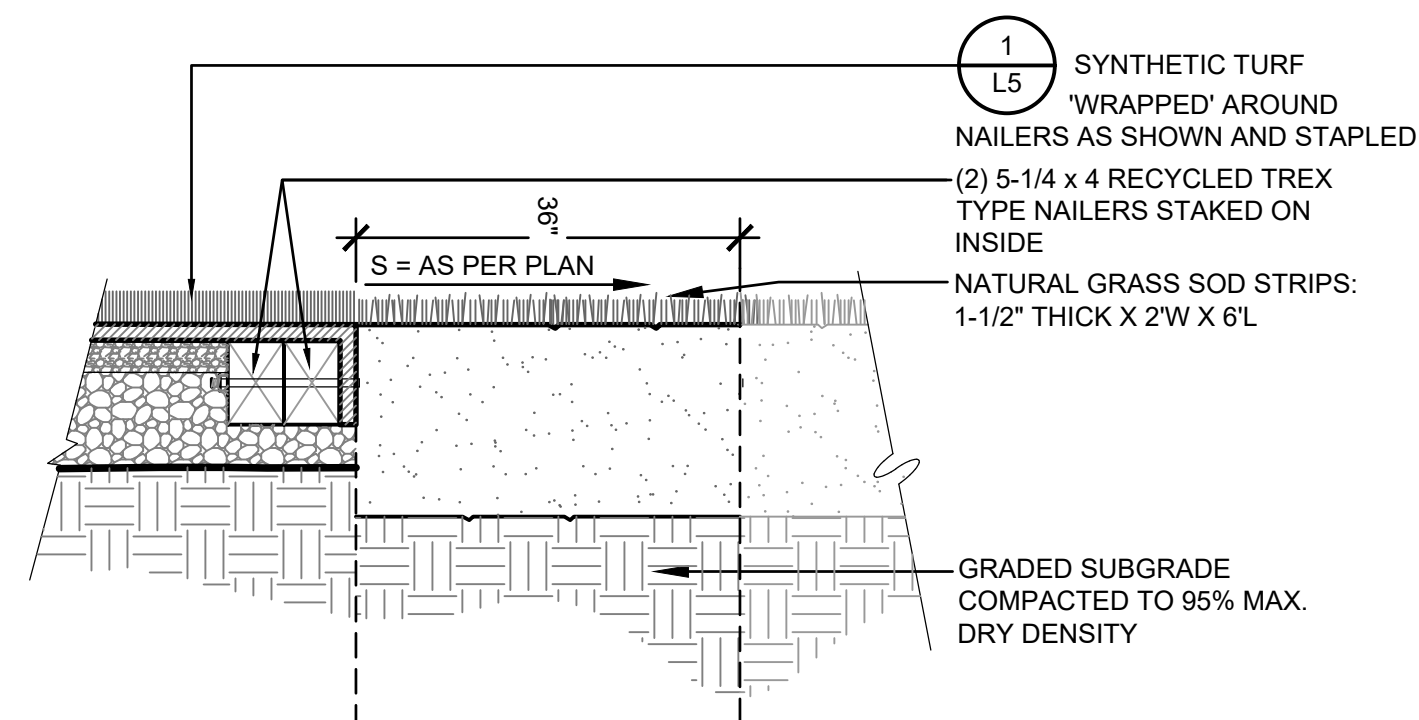 1
L5
SYNTHETIC TURF
'WRAPPED' AROUND
NAILERS AS SHOWN AND STAPLED
(2) 5-1/4 x 4 RECYCLED TREX
TYPE NAILERS STAKED ON
INSIDE
36"
S = AS PER PLAN
NATURAL GRASS SOD STRIPS:
1-1/2" THICK X 2'W X 6'L
GRADED SUBGRADE
COMPACTED TO 95% MAX.
DRY DENSITY